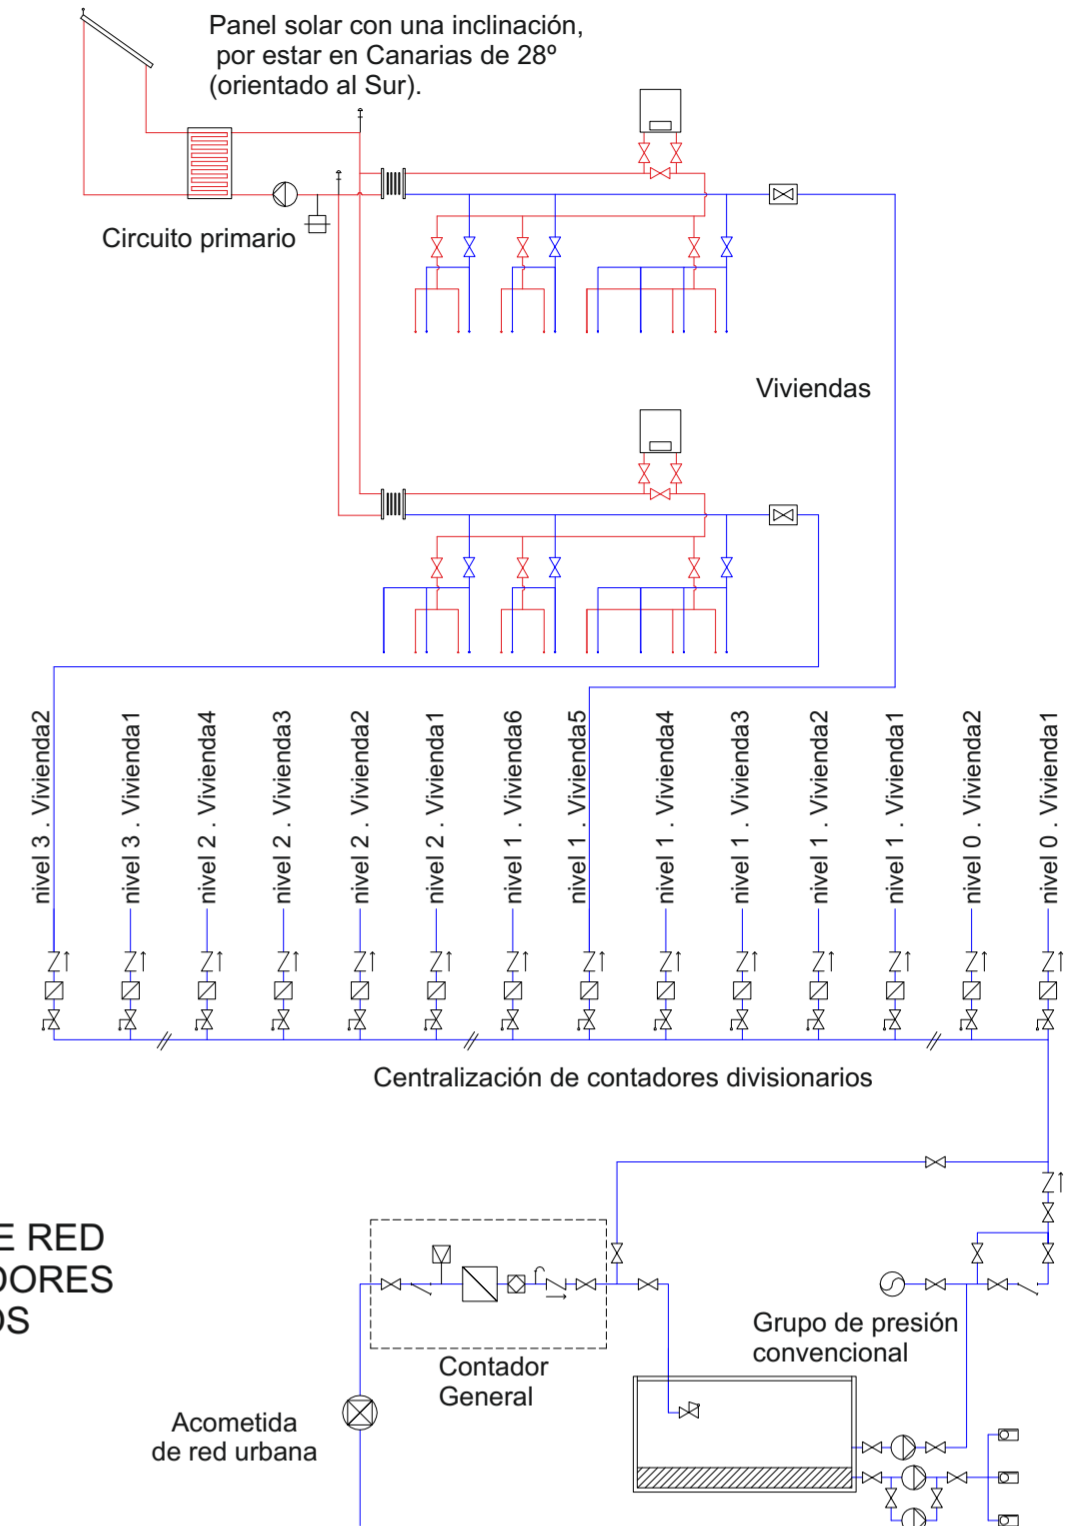 Panel solar con una inclinación,
por estar en Canarias de 28º
(orientado al Sur).
Circuito primario
Viviendas
nivel 3 . Vivienda2
nivel 3 . Vivienda1
nivel 2 . Vivienda4
nivel 2 . Vivienda3
nivel 2 . Vivienda2
nivel 2 . Vivienda1
nivel 1 . Vivienda6
nivel 1 . Vivienda5
nivel 1 . Vivienda4
nivel 1 . Vivienda3
nivel 1 . Vivienda2
nivel 1 . Vivienda1
nivel 0 . Vivienda2
nivel 0 . Vivienda1
Centralización de contadores divisionarios
E RED
DORES
OS
Contador
General
Grupo de presión
convencional
Acometida
de red urbana